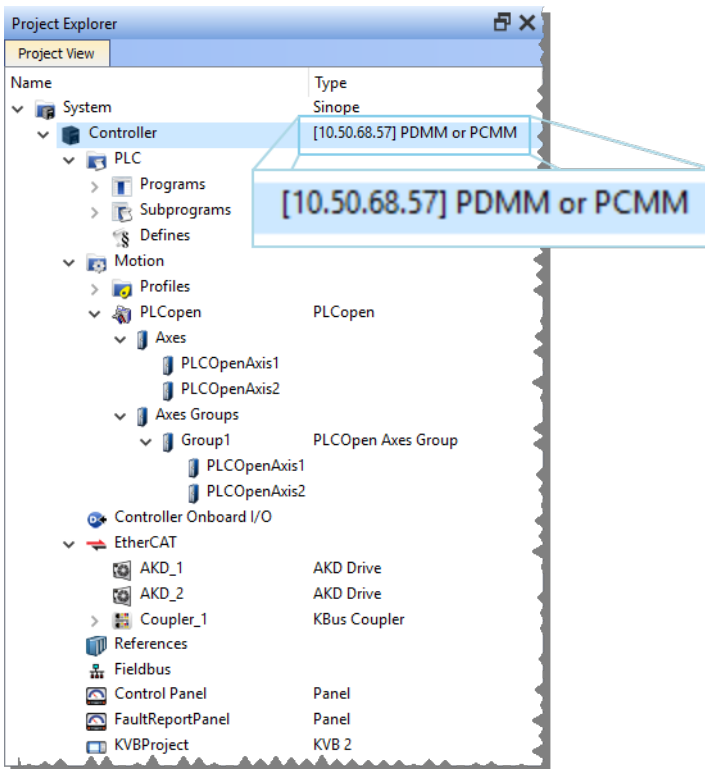 Project Explorer
Project View
Name Type
System Sinope
Controller [10.50.68.57] PDMM or PCMM
PLC
Programs
[10.50.68.57] PDMM or PCMM
Subprograms
Defines
Motion
Profiles
PLCopen PLCopen
Axes
PLCOpenAxis1
PLCOpenAxis2
Axes Groups
Group1 PLCOpen Axes Group
PLCOpenAxis1
PLCOpenAxis2
Controller Onboard I/O
EtherCAT
AKD_1 AKD Drive
AKD_2 AKD Drive
Coupler_1 KBus Coupler
References
Fieldbus
Control Panel Panel
FaultReportPanel Panel
KVBProject KVB 2